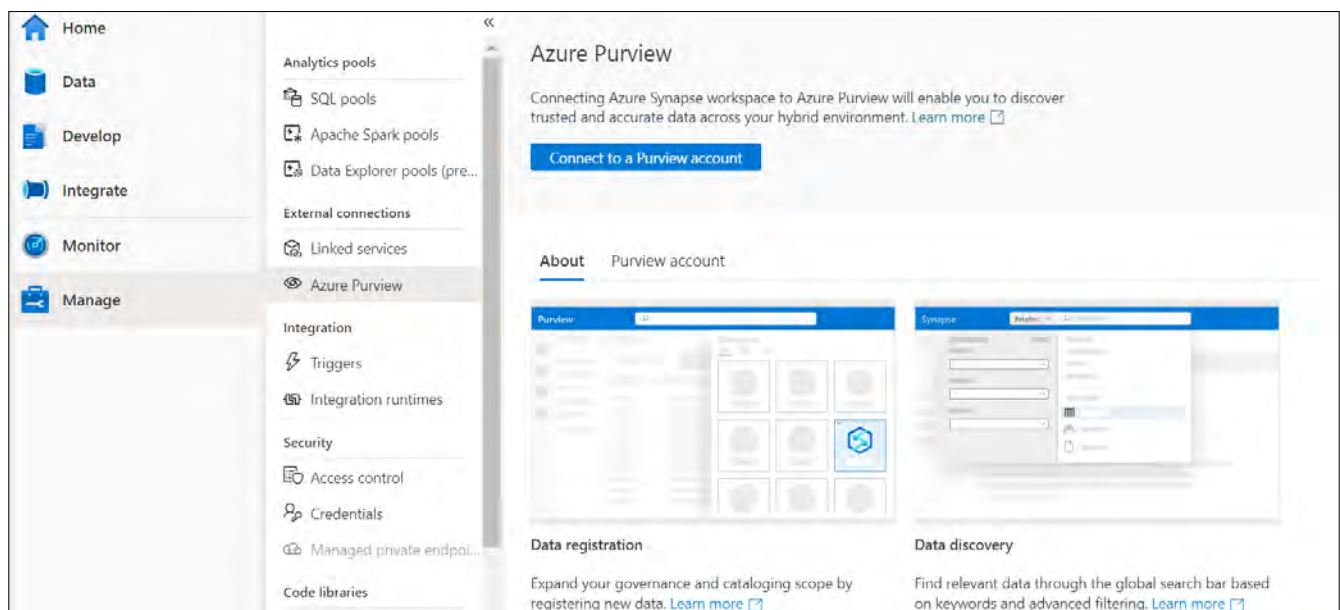 Home
Data
Develop
Integrate
Monitor
Manage
«
Analytics pools
SQL pools
Apache Spark pools
Data Explorer pools (pre...
External connections
Linked services
Azure Purview
Integration
Triggers
Integration runtimes
Security
Access control
Credentials
Managed private endpoi...
Code libraries
Azure Purview
Connecting Azure Synapse workspace to Azure Purview will enable you to discover
trusted and accurate data across your hybrid environment. Learn more
Connect to a Purview account
About Purview account
Purview
Synapse
Data registration
Expand your governance and cataloging scope by
registering new data. Learn more
Data discovery
Find relevant data through the global search bar based
on keywords and advanced filtering. Learn more